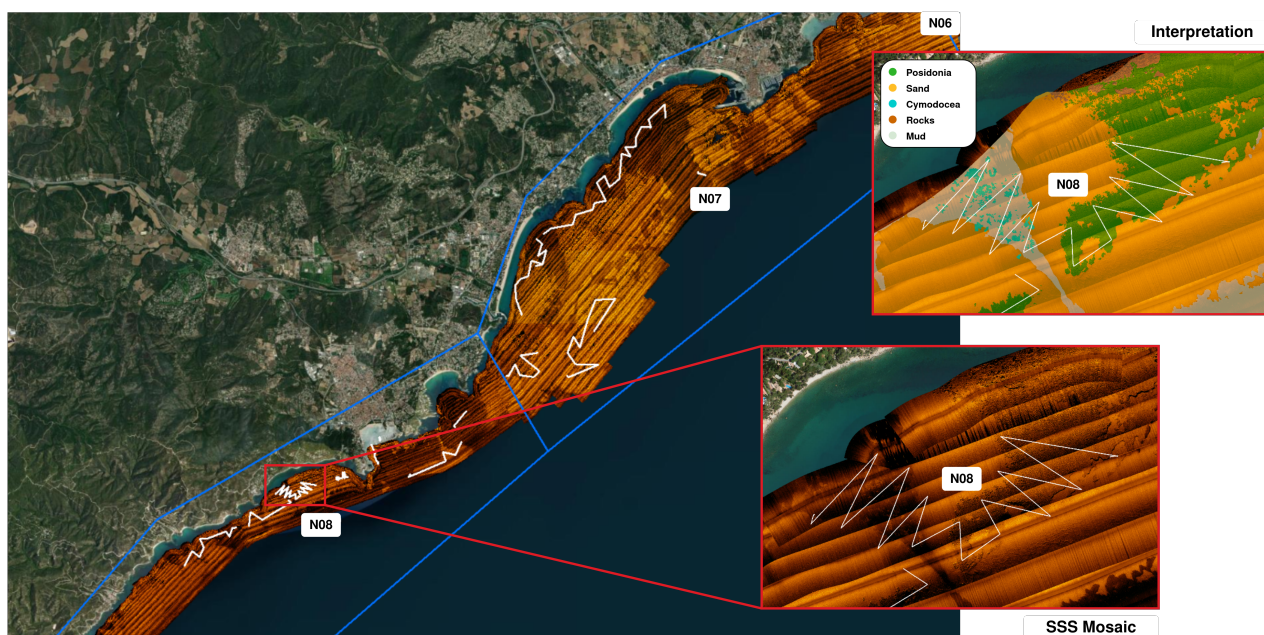 N06
Interpretation
Posidonia
Sand
Cymodocea
Rocks
Mud
N08
N07
N08
N08
SSS Mosaic